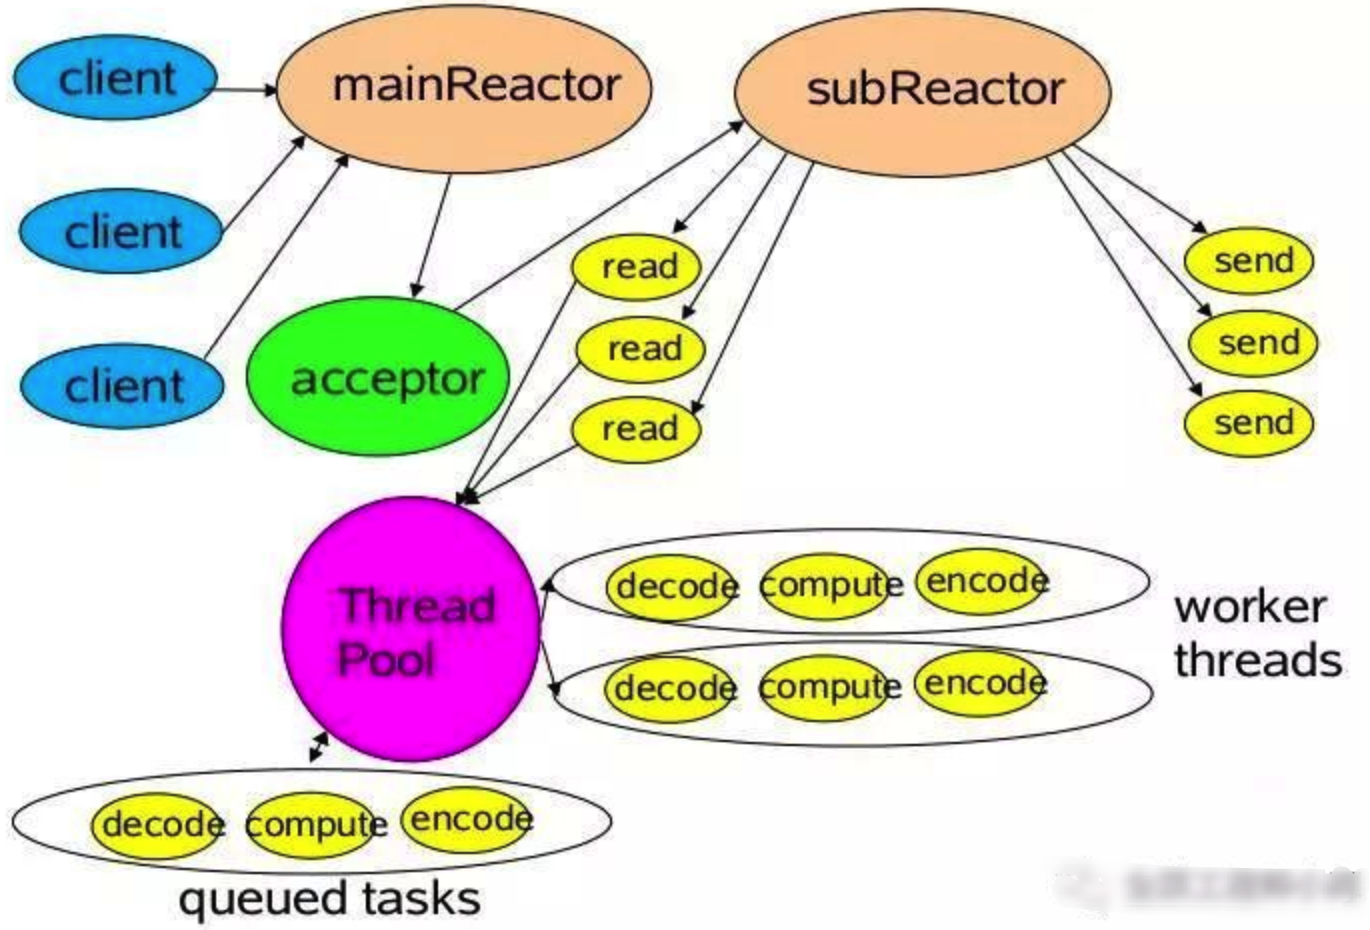 client
mainReactor
subReactor
client
client
acceptor
read
read
read
send
send
send
Thread
Pool
decode compute encode
decode compute encode
worker
threads
decode compute encode
queued tasks